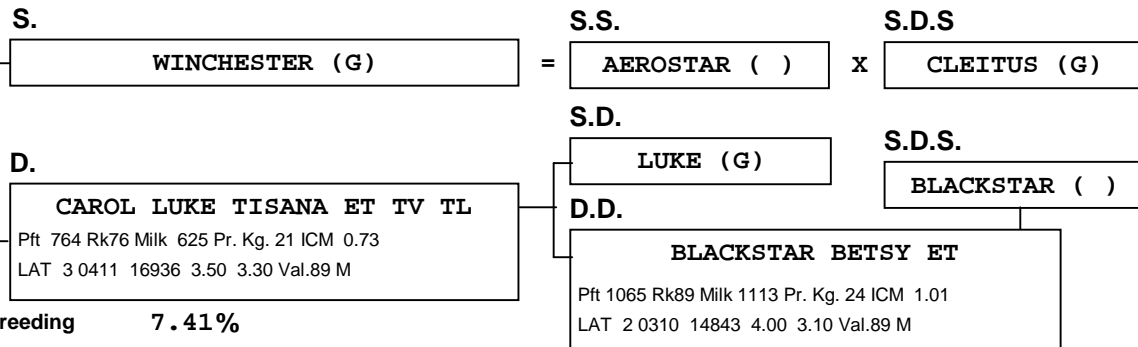 S.
S.S.
S.D.S
WINCHESTER (G)
=
AEROSTAR ( )
X
CLEITUS (G)
S.D.
LUKE (G)
S.D.S.
BLACKSTAR ( )
D.
CAROL LUKE TISANA ET TV TL
Pft 764 Rk76 Milk 625 Pr. Kg. 21 ICM 0.73
LAT 3 0411 16936 3.50 3.30 Val.89 M
D.D.
BLACKSTAR BETSY ET
Pft 1065 Rk89 Milk 1113 Pr. Kg. 24 ICM 1.01
LAT 2 0310 14843 4.00 3.10 Val.89 M
reeding 7.41%